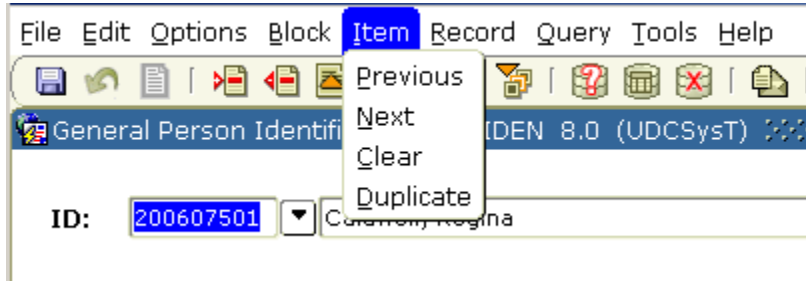 File Edit Options Block Item Record Query Tools Help
Previous
Next
Clear
Duplicate
General Person IDEN 8.0 (UDCSysT)
ID: 200607501